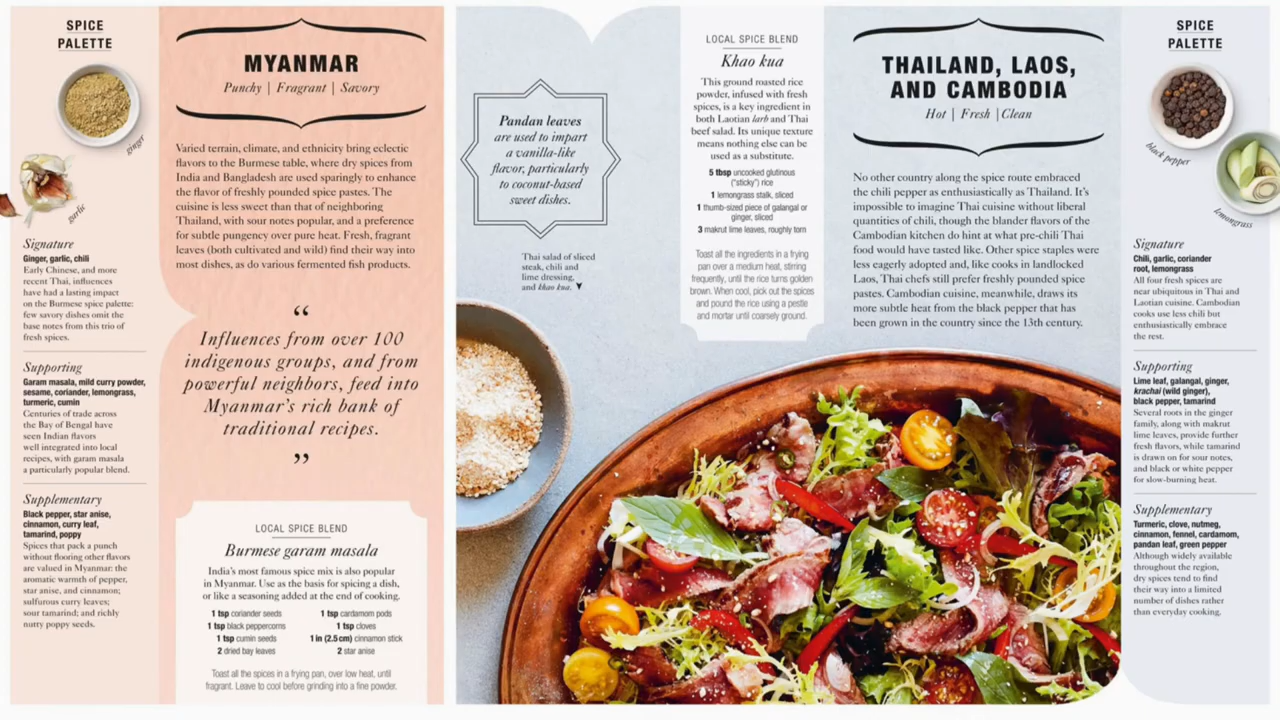 SPICE
PALETTE
ginger
garlic
Signature
Ginger, garlic, chili
Early Chinese, and more
recent Thai, influences
have had a lasting impact
on the Burmese spice palette:
few savory dishes omit the
base notes from this trio of
fresh spices.
Supporting
Garam masala, mild curry powder,
sesame, coriander, lemongrass,
turmeric, cumin
Centuries of trade across
the Bay of Bengal have
seen Indian flavors
well integrated into local
recipes, with garam masala
a particularly popular blend.
Supplementary
Black pepper, star anise,
cinnamon, curry leaf,
tamarind, poppy
Spices that pack a punch
without flooring other flavors
are valued in Myanmar: the
aromatic warmth of pepper,
star anise, and cinnamon;
sulfurous curry leaves;
sour tamarind; and richly
nutty poppy seeds.
MYANMAR
Punchy | Fragrant | Savory
Varied terrain, climate, and ethnicity bring eclectic
flavors to the Burmese table, where dry spices from
India and Bangladesh are used sparingly to enhance
the flavor of freshly pounded spice pastes. The
cuisine is less sweet than that of neighboring
Thailand, with sour notes popular, and a preference
for subtle pungency over pure heat. Fresh, fragrant
leaves (both cultivated and wild) find their way into
most dishes, as do various fermented fish products.
“
Influences from over 100
indigenous groups, and from
powerful neighbors, feed into
Myanmar's rich bank of
traditional recipes.
”
LOCAL SPICE BLEND
Burmese garam masala
India's most famous spice mix is also popular
in Myanmar. Use as the basis for spicing a dish,
or like a seasoning added at the end of cooking.
1 tsp coriander seeds
1 tsp black peppercorns
1 tsp cumin seeds
2 dried bay leaves
1 tsp cardamom pods
1 tsp cloves
1 in (2.5 cm) cinnamon stick
2 star anise
Toast all the spices in a frying pan, over low heat, until
fragrant. Leave to cool before grinding into a fine powder.
Pandan leaves
are used to impart
a vanilla-like
flavor, particularly
to coconut-based
sweet dishes.
Thai salad of sliced
steak, chili and
lime dressing,
and khao kua.
LOCAL SPICE BLEND
Khao kua
This ground roasted rice
powder, infused with fresh
spices, is a key ingredient in
both Laotian larb and Thai
beef salad. Its unique texture
means nothing else can be
used as a substitute.
5 tbsp uncooked glutinous
("sticky") rice
1 lemongrass stalk, sliced
1 thumb-sized piece of galangal or
ginger, sliced
3 makrut lime leaves, roughly torn
Toast all the ingredients in a frying
pan over a medium heat, stirring
frequently, until the rice turns golden
brown. When cool, pick out the spices
and pound the rice using a pestle
and mortar until coarsely ground.
THAILAND, LAOS,
AND CAMBODIA
Hot | Fresh |Clean
No other country along the spice route embraced
the chili pepper as enthusiastically as Thailand. It's
impossible to imagine Thai cuisine without liberal
quantities of chili, though the blander flavors of the
Cambodian kitchen do hint at what pre-chili Thai
food would have tasted like. Other spice staples were
less eagerly adopted and, like cooks in landlocked
Laos, Thai chefs still prefer freshly pounded spice
pastes. Cambodian cuisine, meanwhile, draws its
more subtle heat from the black pepper that has
been grown in the country since the 13th century.
SPICE
PALETTE
black pepper
lemongrass
Signature
Chili, garlic, coriander
root, lemongrass
All four fresh spices are
near ubiquitous in Thai and
Laotian cuisine. Cambodian
cooks use less chili but
enthusiastically embrace
the rest.
Supporting
Lime leaf, galangal, ginger,
krachai (wild ginger),
black pepper, tamarind
Several roots in the ginger
family, along with makrut
lime leaves, provide further
fresh flavors, while tamarind
is drawn on for sour notes,
and black or white pepper
for slow-burning heat.
Supplementary
Turmeric, clove, nutmeg,
cinnamon, fennel, cardamom,
pandan leaf, green pepper
Although widely available
throughout the region,
dry spices tend to find
their way into a limited
number of dishes rather
than everyday cooking.